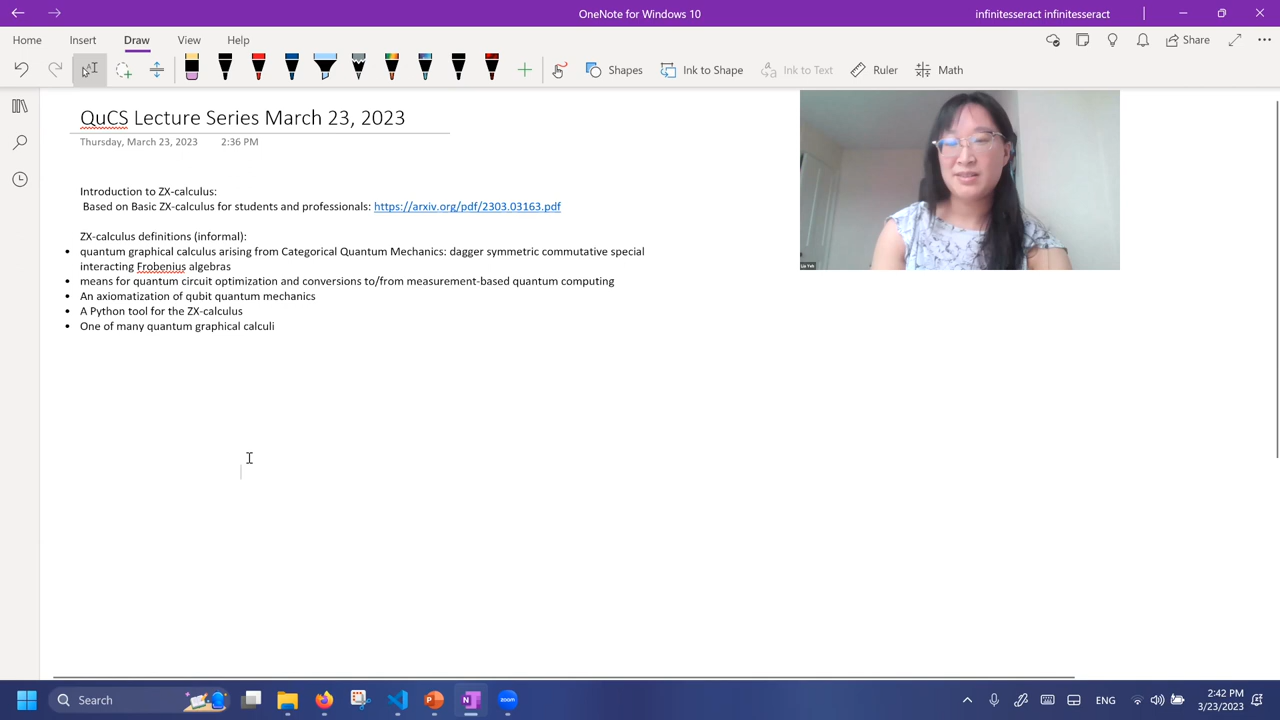 OneNote for Windows 10
infinitesseract infinitesseract
Home
Insert
Draw
View
Help
Share
Shapes
Ink to Shape
Ink to Text
Ruler
Math
QuCS Lecture Series March 23, 2023
Thursday, March 23, 2023 2:36 PM
Introduction to ZX-calculus:
Based on Basic ZX-calculus for students and professionals: https://arxiv.org/pdf/2303.03163.pdf
ZX-calculus definitions (informal):
• quantum graphical calculus arising from Categorical Quantum Mechanics: dagger symmetric commutative special
interacting Frobenius algebras
• means for quantum circuit optimization and conversions to/from measurement-based quantum computing
• An axiomatization of qubit quantum mechanics
• A Python tool for the ZX-calculus
• One of many quantum graphical calculi
Search
zoom
ENG
2:42 PM
3/23/2023